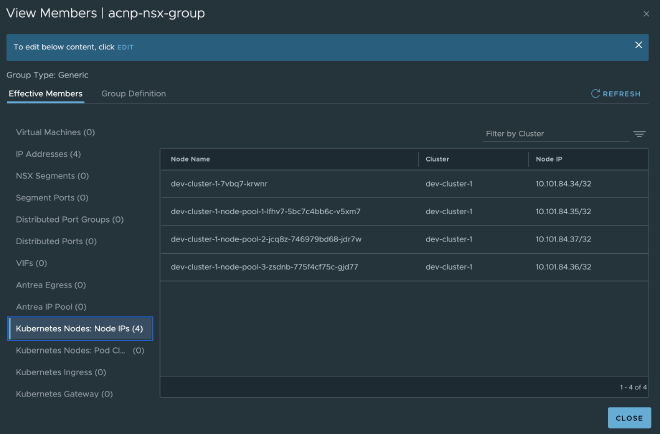 View Members | acnp-nsx-group
To edit below content, click EDIT
Group Type: Generic
Effective Members Group Definition
REFRESH
Virtual Machines (0)
IP Addresses (4)
NSX Segments (0)
Segment Ports (0)
Distributed Port Groups (0)
Distributed Ports (0)
VIFs (0)
Antrea Egress (0)
Antrea IP Pool (0)
Kubernetes Nodes: Node IPs (4)
Kubernetes Nodes: Pod Cl... (0)
Kubernetes Ingress (0)
Kubernetes Gateway (0)
Filter by Cluster
Node Name Cluster Node IP
dev-cluster-1-7vbq7-krwnr dev-cluster-1 10.101.84.34/32
dev-cluster-1-node-pool-1-lfhv7-5bc7c4bb6c-v5xm7 dev-cluster-1 10.101.84.35/32
dev-cluster-1-node-pool-2-jcq8z-746979bd68-jdr7w dev-cluster-1 10.101.84.37/32
dev-cluster-1-node-pool-3-zsdnb-775f4cf75c-gjd77 dev-cluster-1 10.101.84.36/32
1 - 4 of 4
CLOSE